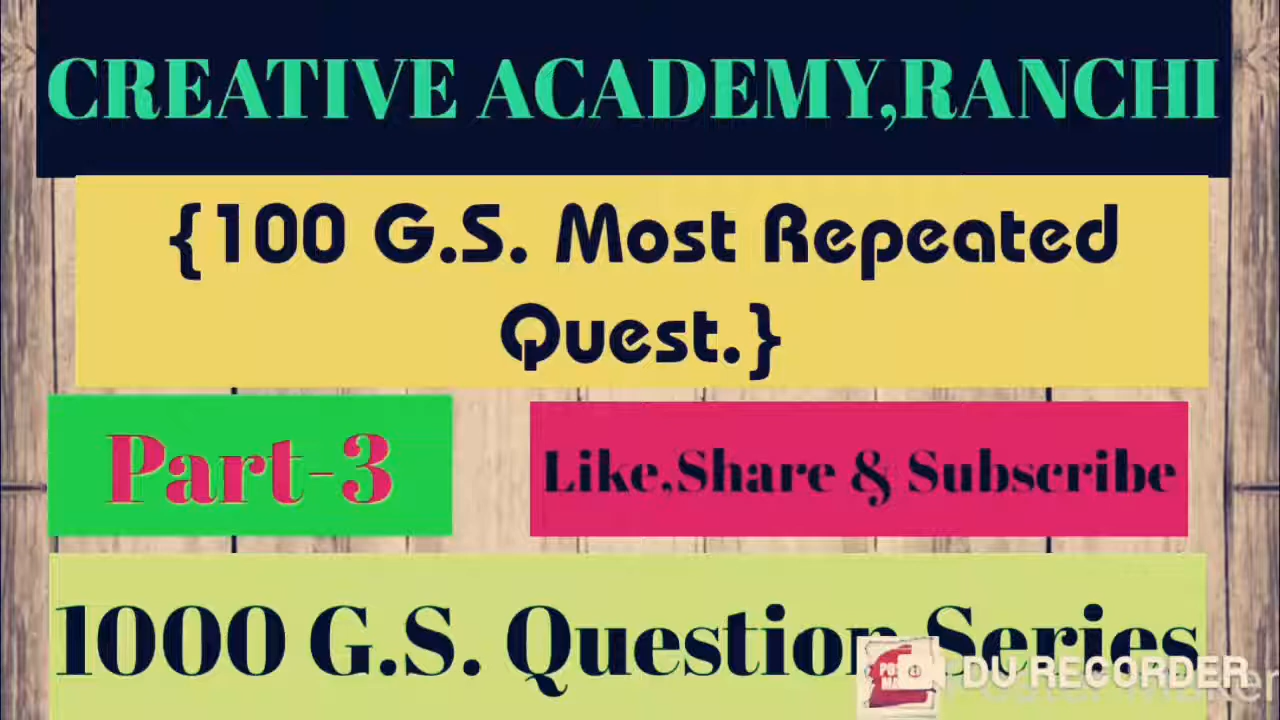 CREATIVE ACADEMY,RANCHI
{100 G.S. Most Repeated
Quest.}
Part-3
Like,Share & Subscribe
1000 G.S. Question Series
DU RECORDER